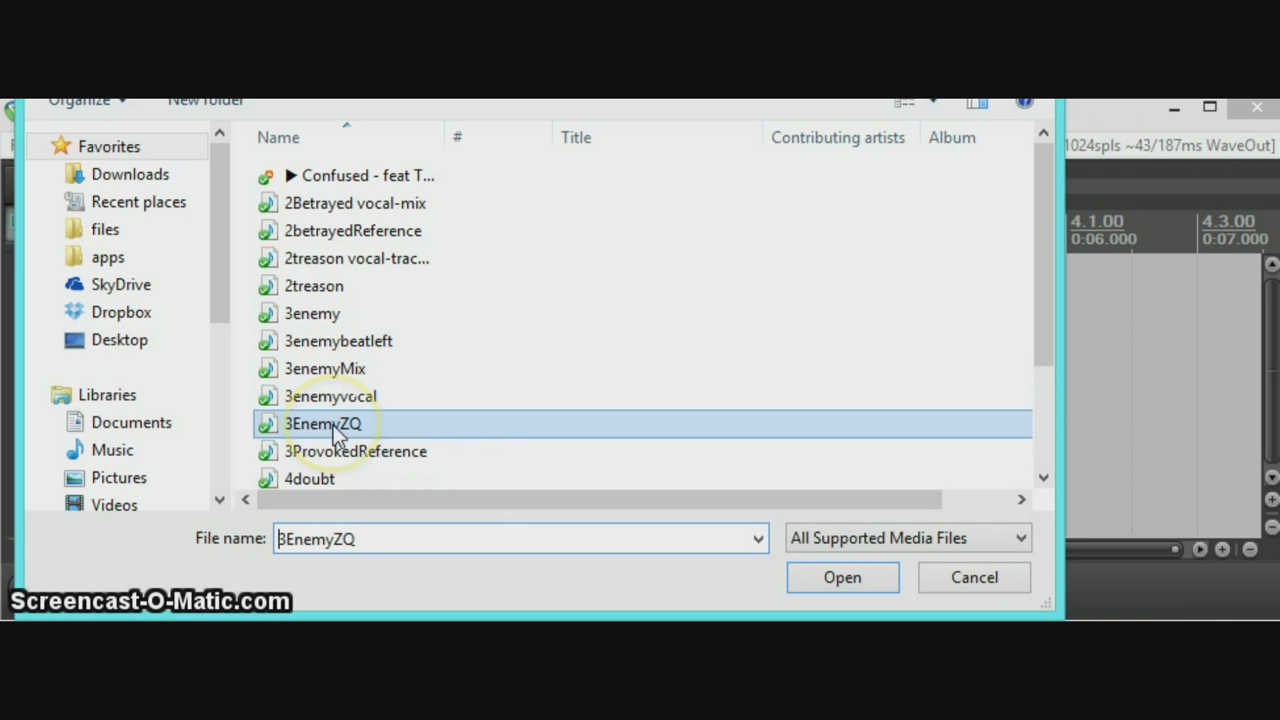 Organize New folder
Name # Title Contributing artists Album
1024spls ~43/187ms WaveOut]
4.1.00 4.3.00
0:06.000 0:07.000
Favorites
Downloads
Recent places
files
apps
SkyDrive
Dropbox
Desktop
Libraries
Documents
Music
Pictures
Videos
▶ Confused - feat T...
2Betrayed vocal-mix
2betrayedReference
2treason vocal-trac...
2treason
3enemy
3enemybeatleft
3enemyMix
3enemyvocal
3EnemyZQ
3ProvokedReference
4doubt
File name: 3EnemyZQ All Supported Media Files
Open Cancel
Screencast-O-Matic.com